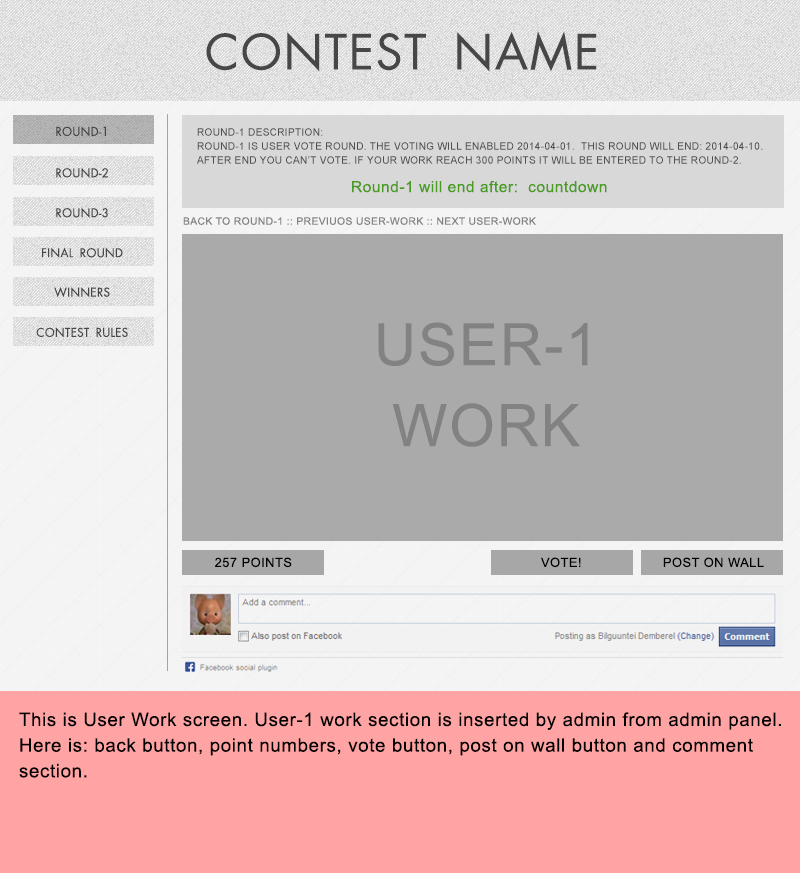 CONTEST NAME
ROUND-1
ROUND-2
ROUND-3
FINAL ROUND
WINNERS
CONTEST RULES
ROUND-1 DESCRIPTION:
ROUND-1 IS USER VOTE ROUND. THE VOTING WILL ENABLED 2014-04-01. THIS ROUND WILL END: 2014-04-10.
AFTER END YOU CAN'T VOTE. IF YOUR WORK REACH 300 POINTS IT WILL BE ENTERED TO THE ROUND-2.
Round-1 will end after: countdown
BACK TO ROUND-1 :: PREVIUOS USER-WORK :: NEXT USER-WORK
USER-1
WORK
257 POINTS
VOTE!
POST ON WALL
Add a comment...
Also post on Facebook
Posting as Bilguuntei Demberel (Change)
Comment
Facebook social plugin
This is User Work screen. User-1 work section is inserted by admin from admin panel.
Here is: back button, point numbers, vote button, post on wall button and comment
section.